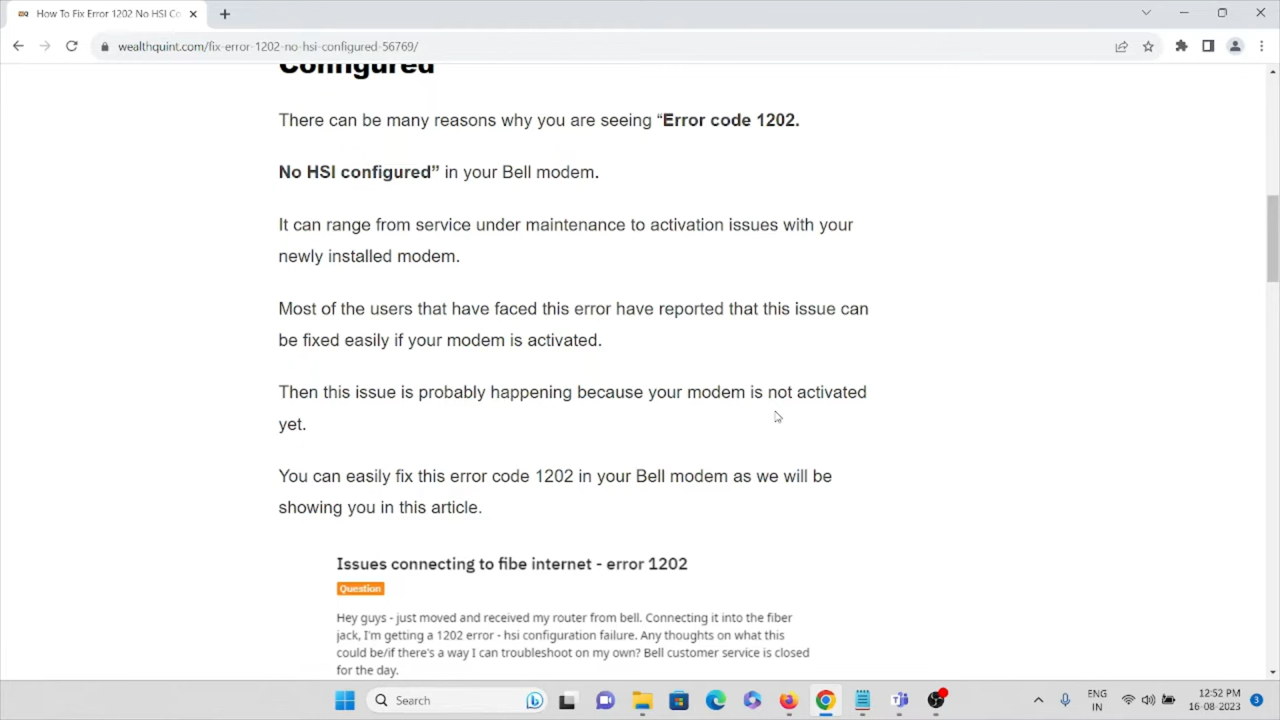 How To Fix Error 1202 No HSI Co
wealthquint.com/fix-error-1202-no-hsi-configured-56769/
Configured
There can be many reasons why you are seeing “Error code 1202.
No HSI configured” in your Bell modem.
It can range from service under maintenance to activation issues with your
newly installed modem.
Most of the users that have faced this error have reported that this issue can
be fixed easily if your modem is activated.
Then this issue is probably happening because your modem is not activated
yet.
You can easily fix this error code 1202 in your Bell modem as we will be
showing you in this article.
Issues connecting to fibe internet - error 1202
Question
Hey guys - just moved and received my router from bell. Connecting it into the fiber
jack, I'm getting a 1202 error - hsi configuration failure. Any thoughts on what this
could be/if there's a way I can troubleshoot on my own? Bell customer service is closed
for the day.
Search
ENG
IN
12:52 PM
16-08-2023
3